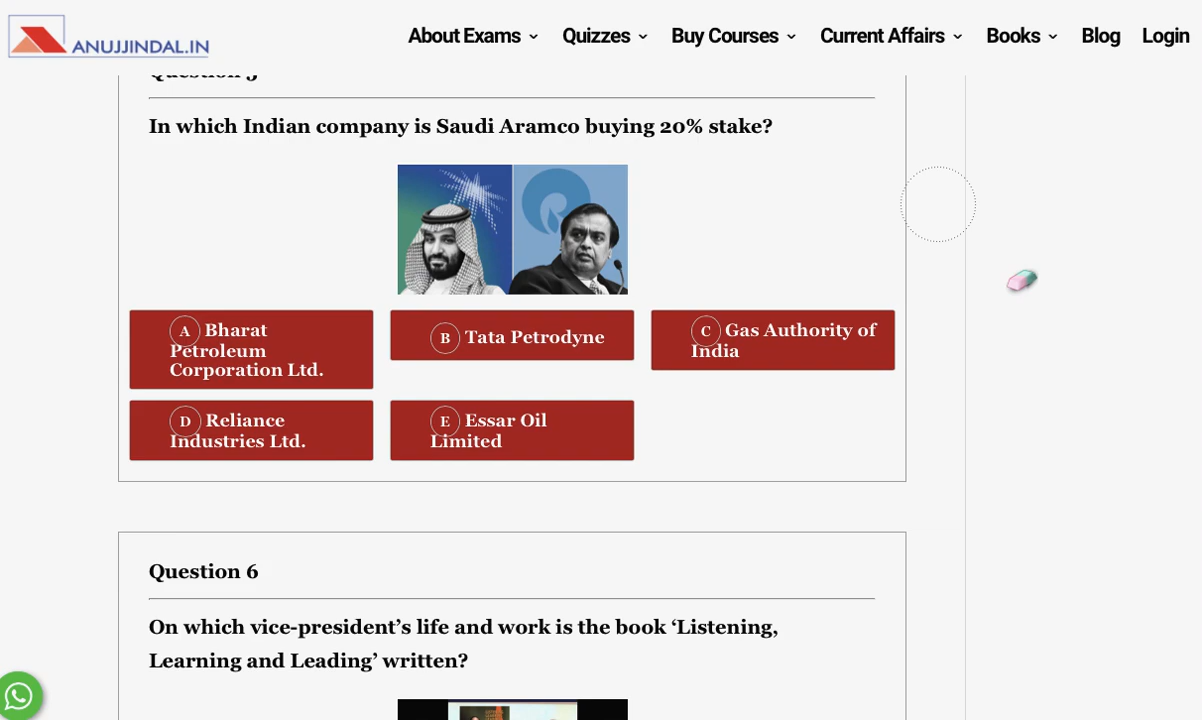 ANUJJINDAL.IN
About Exams Quizzes Buy Courses Current Affairs Books Blog Login
Question 5
In which Indian company is Saudi Aramco buying 20% stake?
A Bharat
Petroleum
Corporation Ltd.
B Tata Petrodyne
C Gas Authority of
India
D Reliance
Industries Ltd.
E Essar Oil
Limited
Question 6
On which vice-president's life and work is the book ‘Listening,
Learning and Leading’ written?